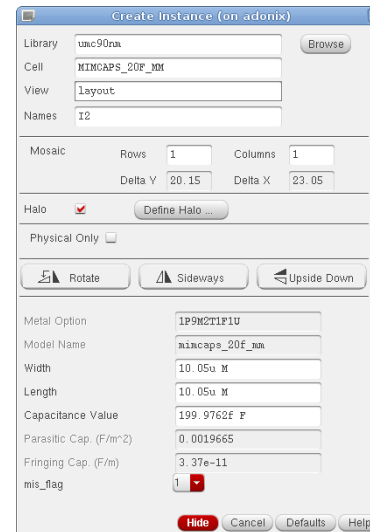 Create Instance (on adonix)
Library umc90nm Browse
Cell MIMCAPS_20F_MM
View layout
Names I2
Mosaic Rows 1 Columns 1
Delta Y 20.15 Delta X 23.05
Halo Define Halo ...
Physical Only
Rotate Sideways Upside Down
Metal Option 1P9M2T1F1U
Model Name mimcaps_20f_mm
Width 10.05u M
Length 10.05u M
Capacitance Value 199.9762f F
Parasitic Cap. (F/m^2) 0.0019665
Fringing Cap. (F/m) 3.37e-11
mis_flag 1
Hide Cancel Defaults Help